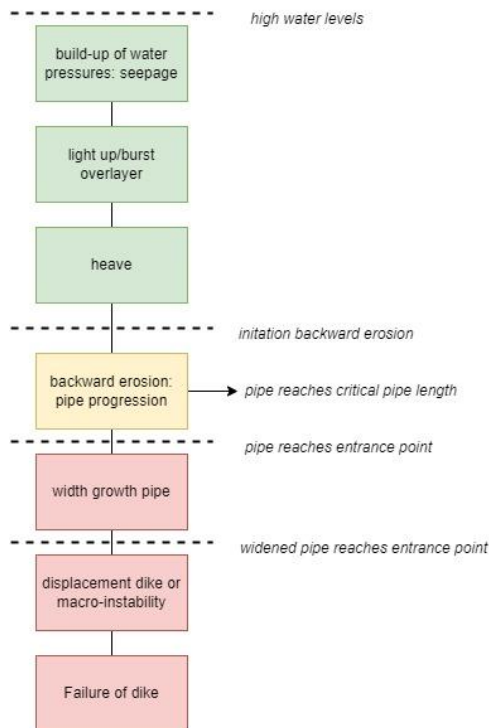 high water levels
build-up of water
pressures: seepage
light up/burst
overlayer
heave
initation backward erosion
backward erosion:
pipe progression
pipe reaches critical pipe length
pipe reaches entrance point
width growth pipe
widened pipe reaches entrance point
displacement dike or
macro-instability
Failure of dike